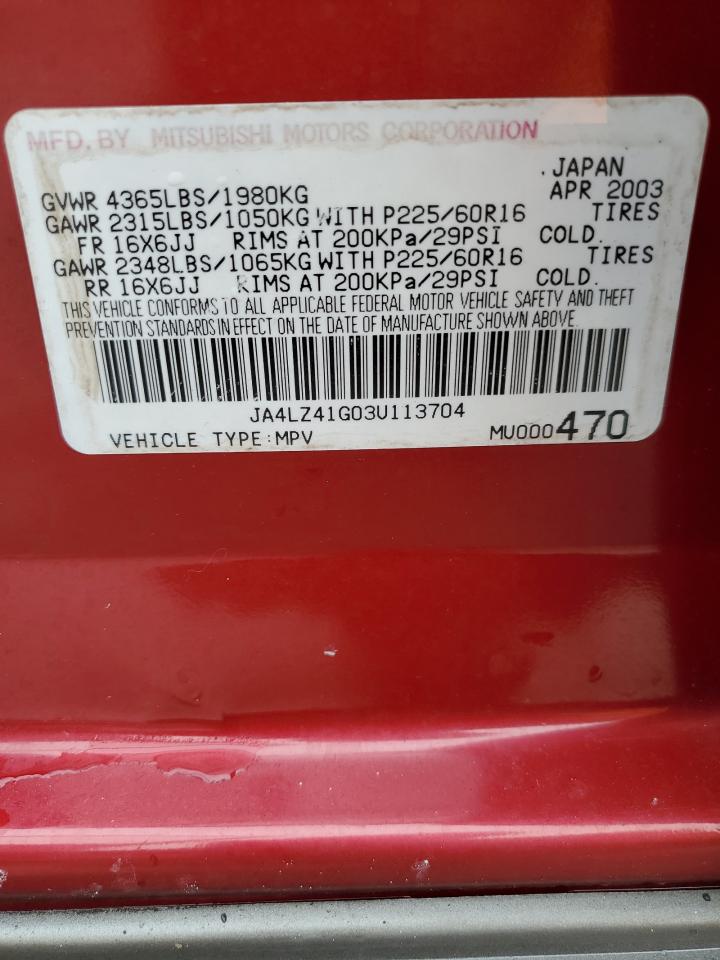 MFD. BY MITSUBISHI MOTORS CORPORATION
.JAPAN
GVWR 4365LBS/1980KG APR 2003
GAWR 2315LBS/1050KG WITH P225/60R16 TIRES
FR 16X6JJ RIMS AT 200KPa/29PSI COLD.
GAWR 2348LBS/1065KG WITH P225/60R16 TIRES
RR 16X6JJ RIMS AT 200KPa/29PSI COLD.
THIS VEHICLE CONFORMS TO ALL APPLICABLE FEDERAL MOTOR VEHICLE SAFETY AND THEFT
PREVENTION STANDARDS IN EFFECT ON THE DATE OF MANUFACTURE SHOWN ABOVE.
JA4LZ41G03U113704
VEHICLE TYPE:MPV MU000470